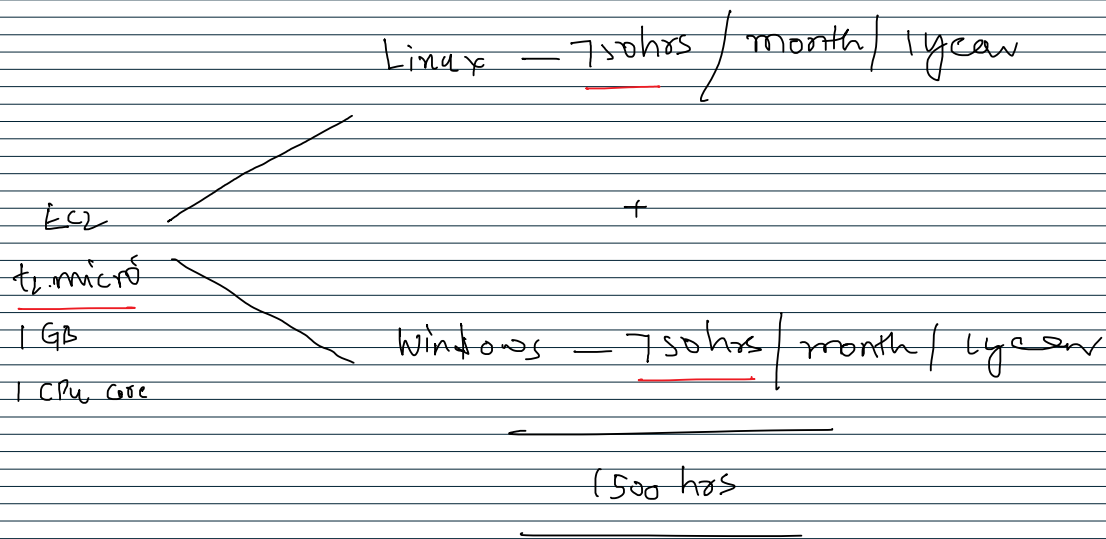 Linux — 750hrs / month / 1year
+
EC2
t2.micro
1 GB
1 CPU core
Windows — 750hrs / month / 1year
1500 hrs